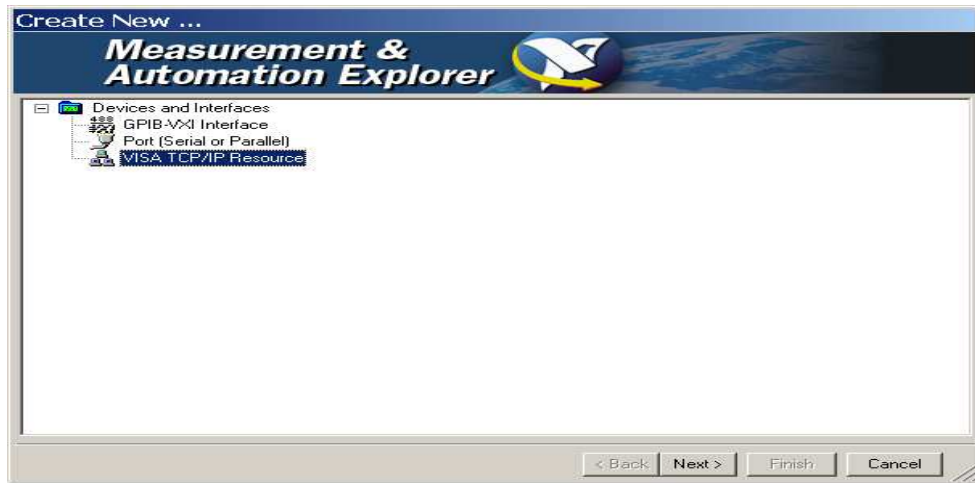 Create New ...
Measurement &
Automation Explorer
Devices and Interfaces
GPIB-VXI Interface
Port (Serial or Parallel)
VISA TCP/IP Resource
< Back Next > Finish Cancel